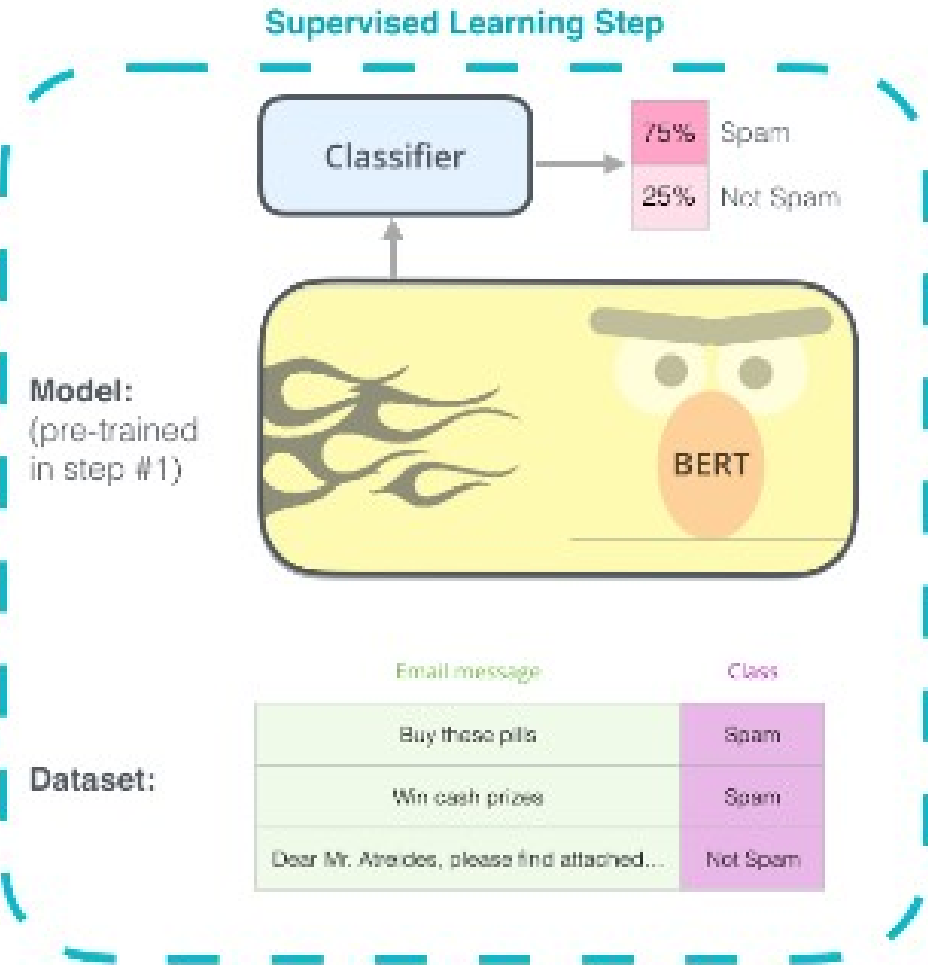 Supervised Learning Step
Classifier
75% Spam
25% Not Spam
Model:
(pre-trained
in step #1)
BERT
Email message Class
Buy these pills Spam
Win cash prizes Spam
Dataset:
Dear Mr. Atreides, please find attached... Not Spam